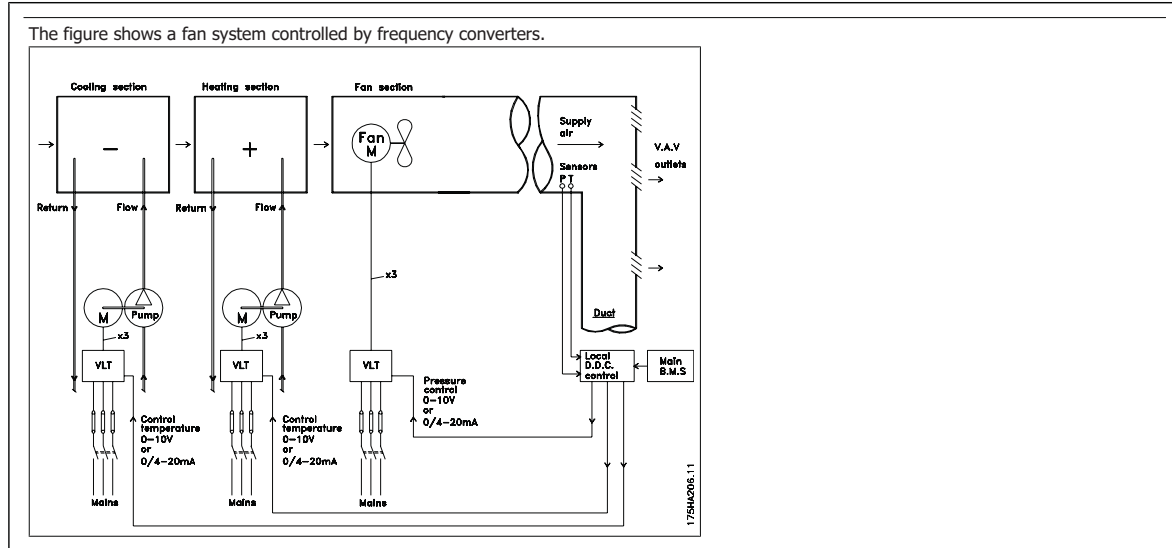 The figure shows a fan system controlled by frequency converters.
Cooling section
Heating section
Fan section
Fan
M
Supply
air
V.A.V
outlets
Sensors
P T
Return
Flow
Return
Flow
x3
M
Pump
M
Pump
Duct
x3
x3
VLT
VLT
VLT
Local
D.D.C.
control
Main
B.M.S
Pressure
control
0-10V
or
0/4-20mA
Control
temperature
0-10V
or
0/4-20mA
Control
temperature
0-10V
or
0/4-20mA
Mains
Mains
Mains
175HA206.11